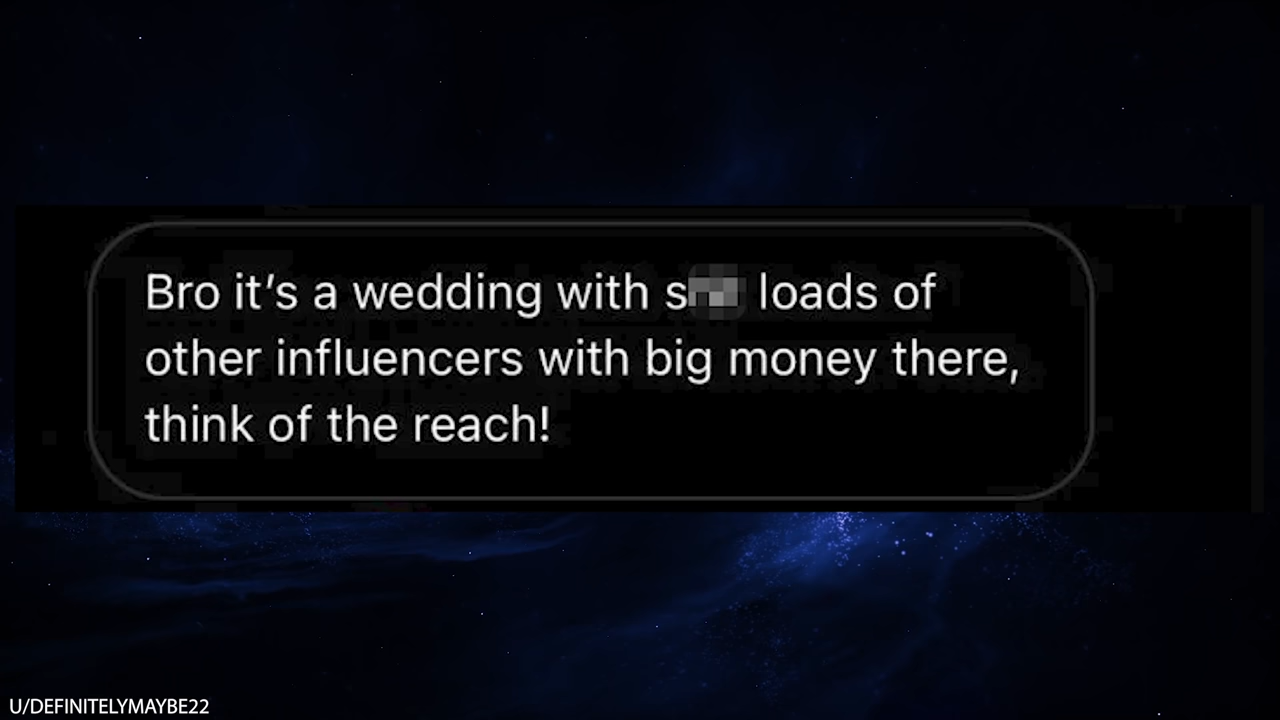 Bro it's a wedding with s loads of
other influencers with big money there,
think of the reach!
U/DEFINITELYMAYBE22